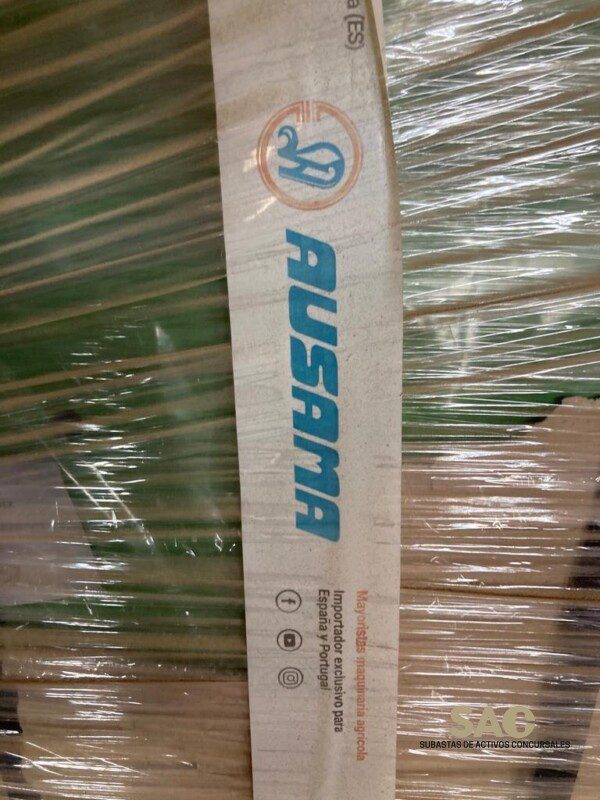 a (ES)
AUSAMA
Mayoristas maquinaria agrícola
Importador exclusivo para
España y Portugal
SAC
SUBASTAS DE ACTIVOS CONCURSALES